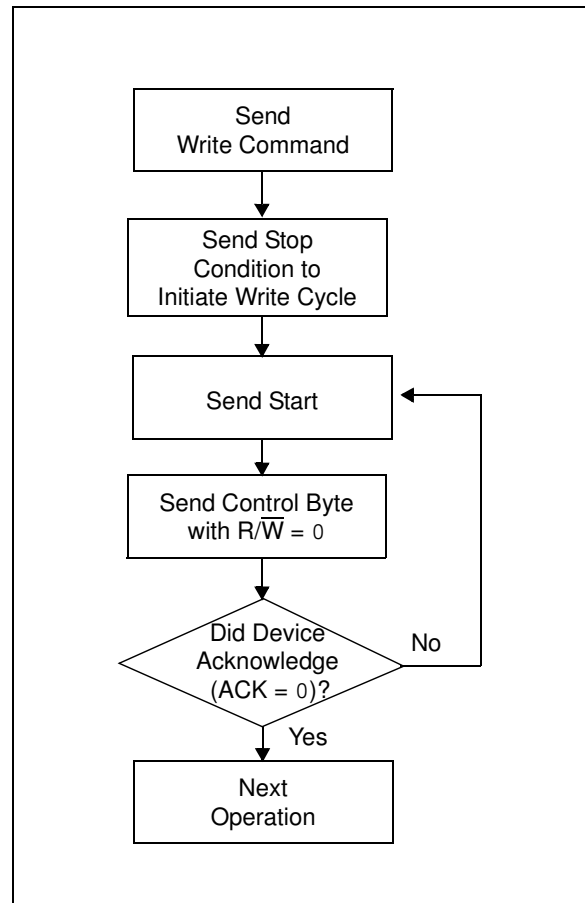 Send
Write Command
Send Stop
Condition to
Initiate Write Cycle
Send Start
Send Control Byte
with R/W̅ = 0
Did Device
Acknowledge
(ACK = 0)?
No
Yes
Next
Operation